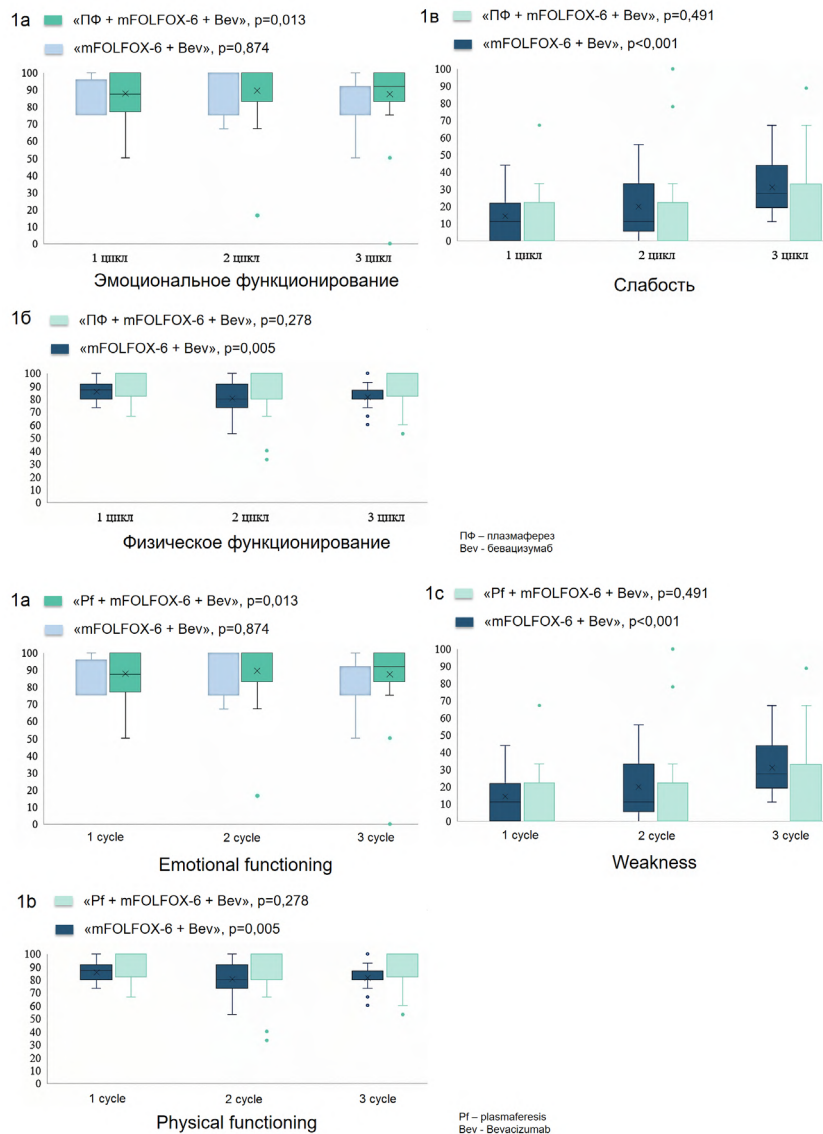 1а
«ПФ + mFOLFOX-6 + Bev», p=0,013
«mFOLFOX-6 + Bev», p=0,874
100
90
80
70
60
50
40
30
20
10
0
1 цикл 2 цикл 3 цикл
Эмоциональное функционирование
1в
«ПФ + mFOLFOX-6 + Bev», p=0,491
«mFOLFOX-6 + Bev», p<0,001
100
90
80
70
60
50
40
30
20
10
0
1 цикл 2 цикл 3 цикл
Слабость
1б
«ПФ + mFOLFOX-6 + Bev», p=0,278
«mFOLFOX-6 + Bev», p=0,005
100
90
80
70
60
50
40
30
20
10
0
1 цикл 2 цикл 3 цикл
Физическое функционирование
ПФ – плазмаферез
Bev - бевацизумаб
1a
«Pf + mFOLFOX-6 + Bev», p=0,013
«mFOLFOX-6 + Bev», p=0,874
100
90
80
70
60
50
40
30
20
10
0
1 cycle 2 cycle 3 cycle
Emotional functioning
1c
«Pf + mFOLFOX-6 + Bev», p=0,491
«mFOLFOX-6 + Bev», p<0,001
100
90
80
70
60
50
40
30
20
10
0
1 cycle 2 cycle 3 cycle
Weakness
1b
«Pf + mFOLFOX-6 + Bev», p=0,278
«mFOLFOX-6 + Bev», p=0,005
100
90
80
70
60
50
40
30
20
10
0
1 cycle 2 cycle 3 cycle
Physical functioning
Pf – plasmaferesis
Bev - Bevacizumab